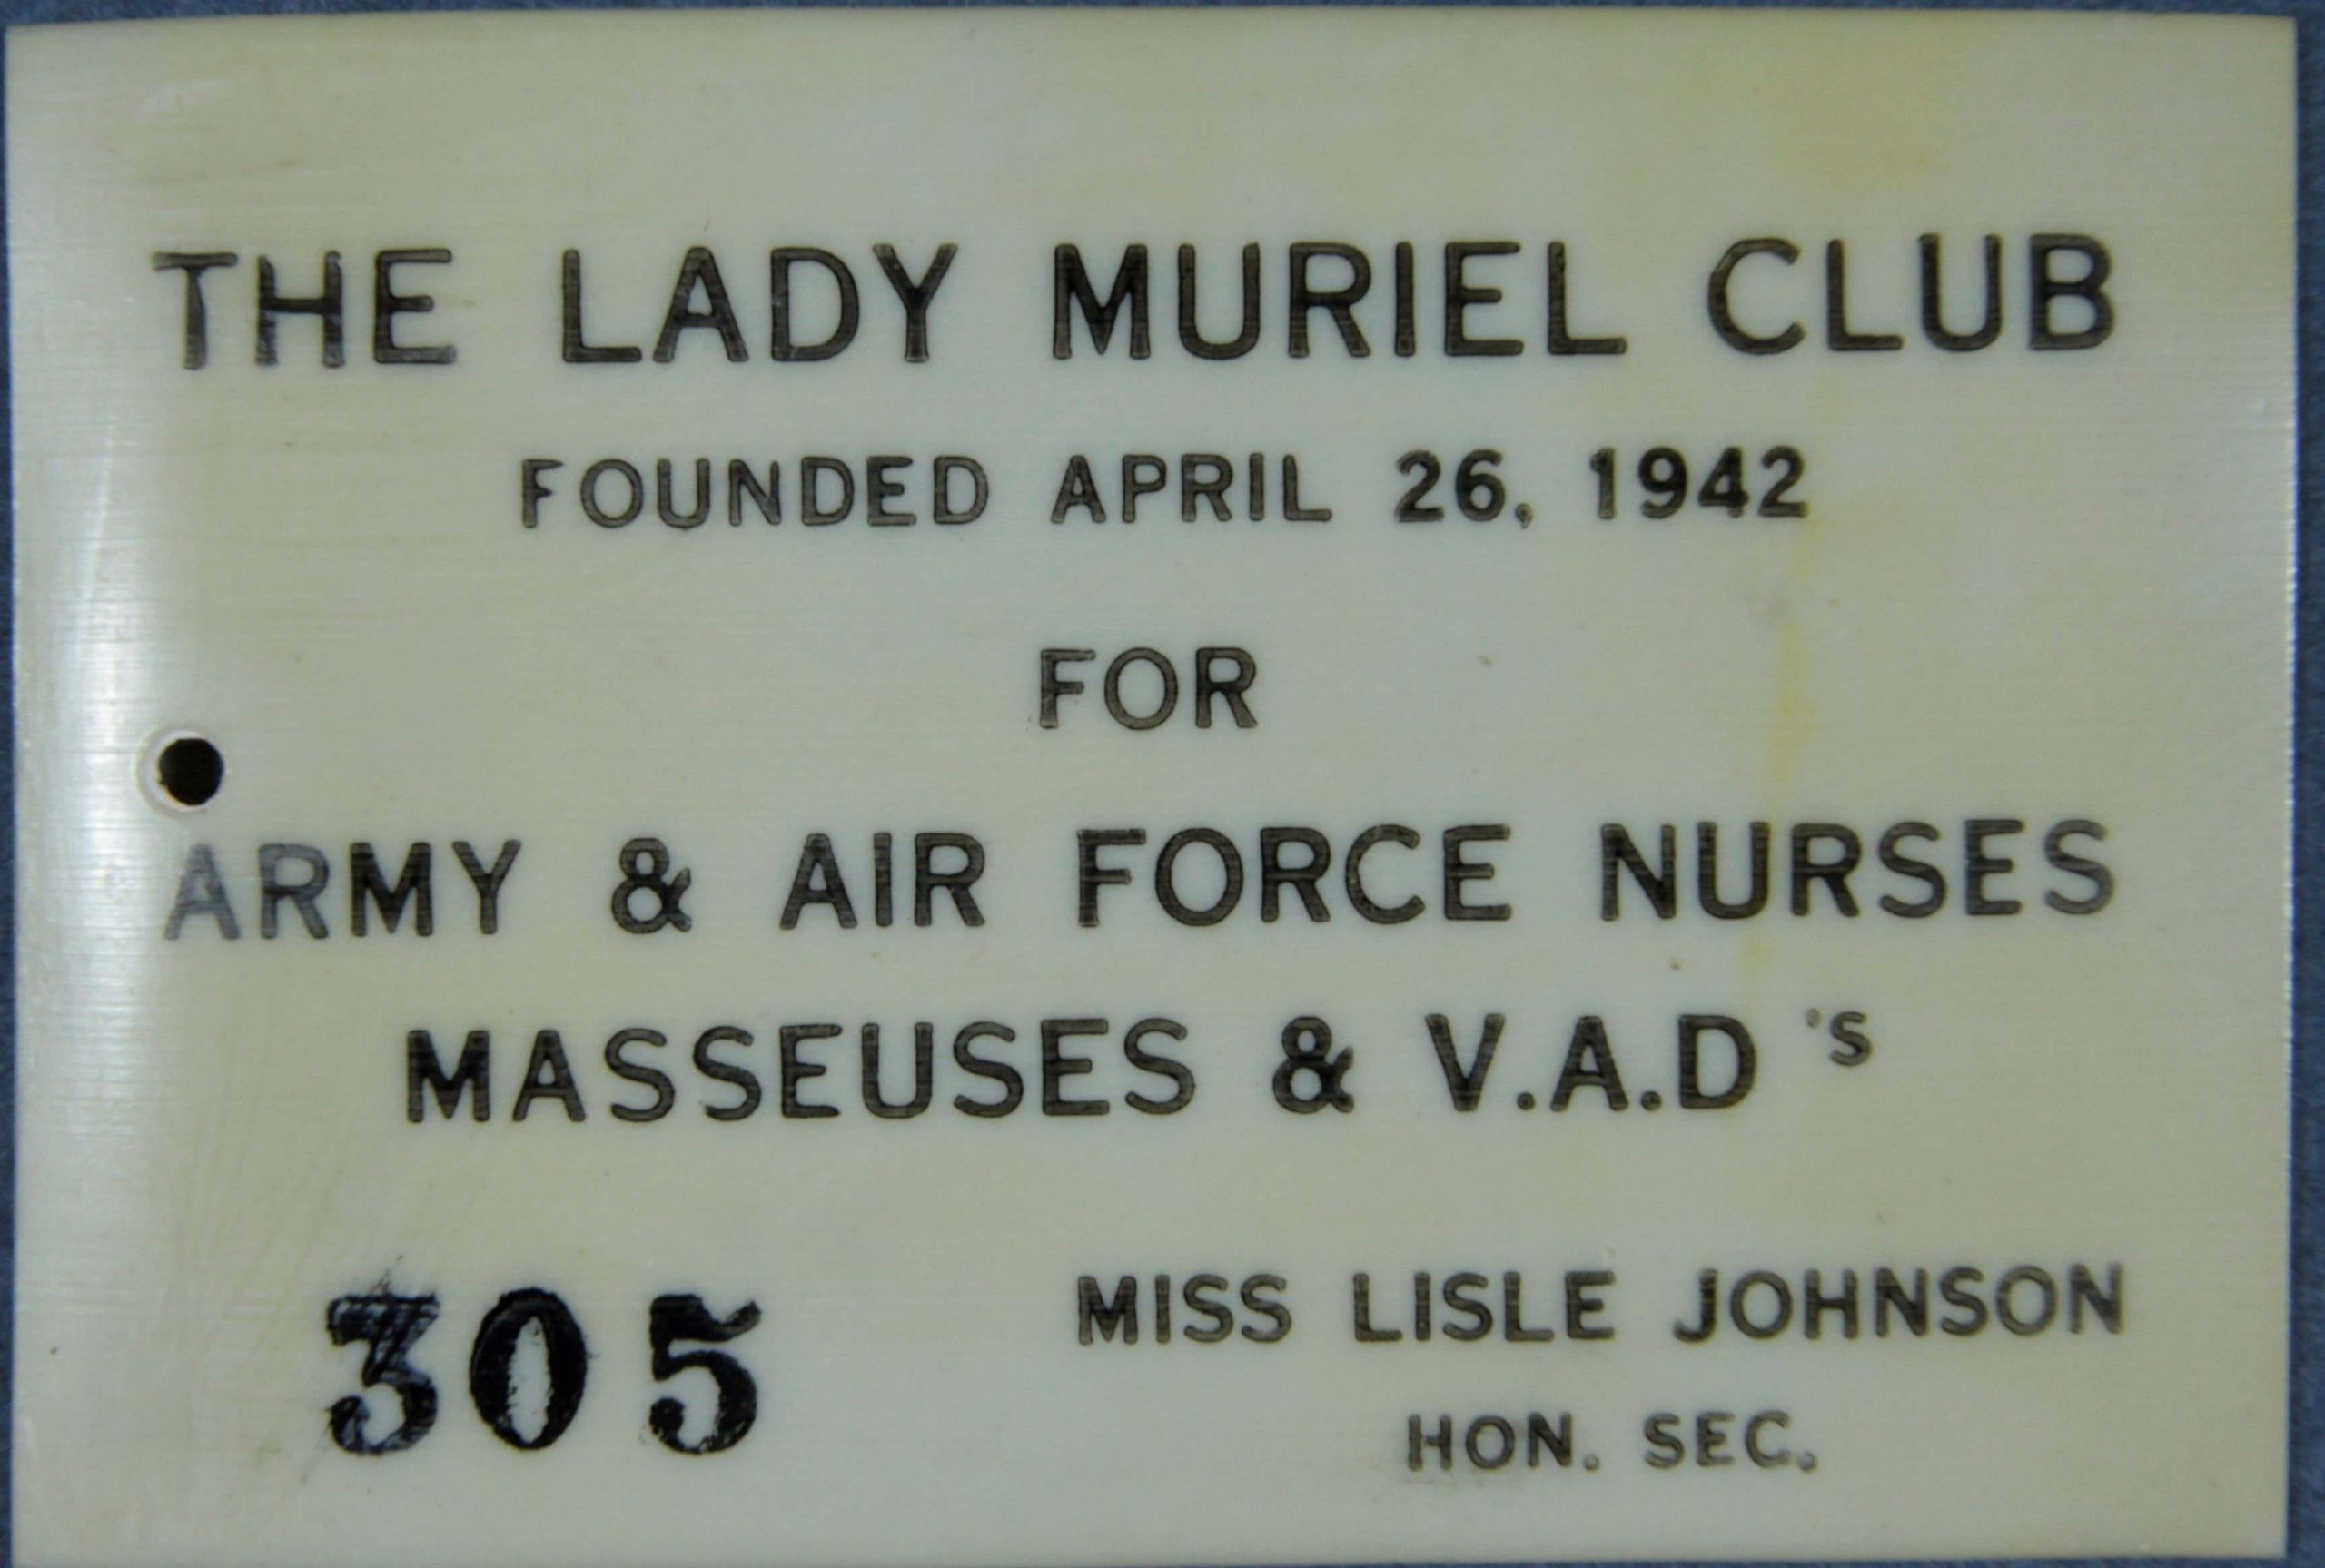 THE LADY MURIEL CLUB
FOUNDED APRIL 26, 1942
FOR
ARMY & AIR FORCE NURSES
MASSEUSES & V.A.D 's
305 MISS LISLE JOHNSON
HON. SEC.